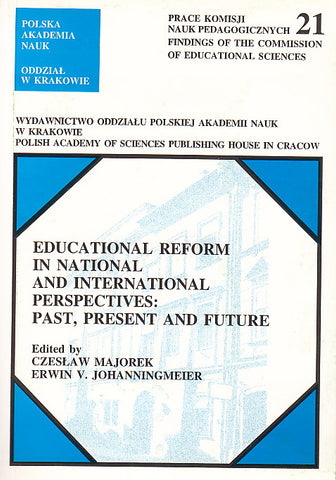 POLSKA
AKADEMIA
NAUK
ODDZIAŁ
W KRAKOWIE
PRACE KOMISJI
NAUK PEDAGOGICZNYCH 21
FINDINGS OF THE COMMISSION
OF EDUCATIONAL SCIENCES
WYDAWNICTWO ODDZIAŁU POLSKIEJ AKADEMII NAUK
W KRAKOWIE
POLISH ACADEMY OF SCIENCES PUBLISHING HOUSE IN CRACOW
EDUCATIONAL REFORM
IN NATIONAL
AND INTERNATIONAL
PERSPECTIVES:
PAST, PRESENT AND FUTURE
Edited by
CZESŁAW MAJOREK
ERWIN V. JOHANNINGMEIER